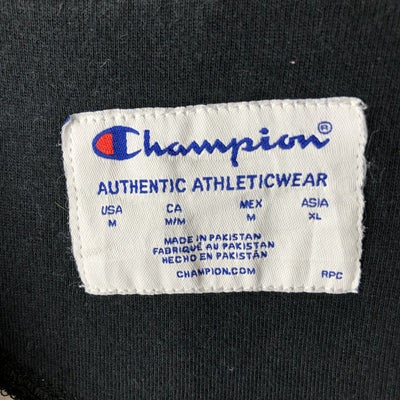 Champion®
AUTHENTIC ATHLETICWEAR
USA CA MEX ASIA
M M/M M XL
MADE IN PAKISTAN
FABRIQUÉ AU PAKISTAN
HECHO EN PAKISTÁN
CHAMPION.COM RPC